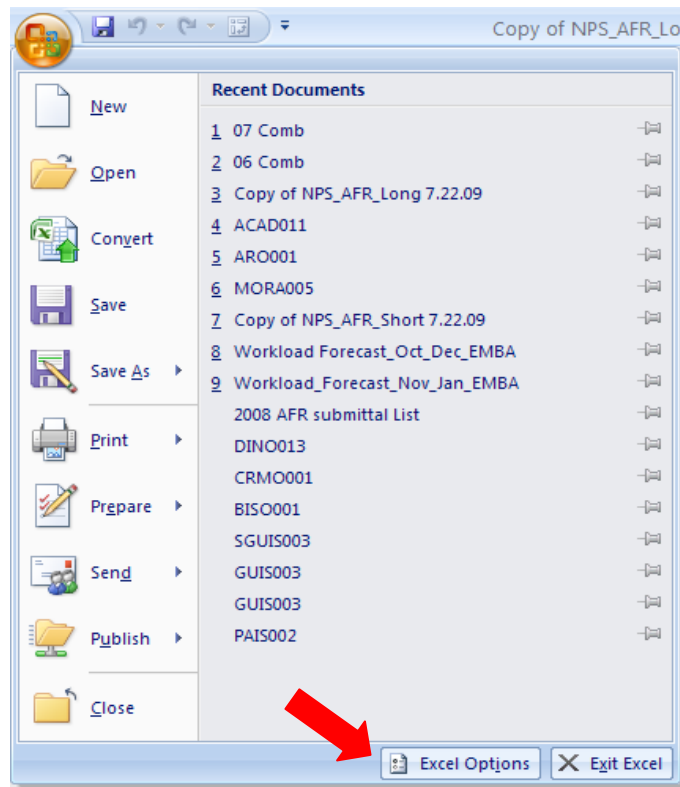 Copy of NPS_AFR_Lo
New
Open
Convert
Save
Save As
Print
Prepare
Send
Publish
Close
Recent Documents
1 07 Comb
2 06 Comb
3 Copy of NPS_AFR_Long 7.22.09
4 ACAD011
5 ARO001
6 MORA005
7 Copy of NPS_AFR_Short 7.22.09
8 Workload Forecast_Oct_Dec_EMBA
9 Workload_Forecast_Nov_Jan_EMBA
2008 AFR submittal List
DINO013
CRMO001
BISO001
SGUIS003
GUIS003
GUIS003
PAIS002
Excel Options
Exit Excel